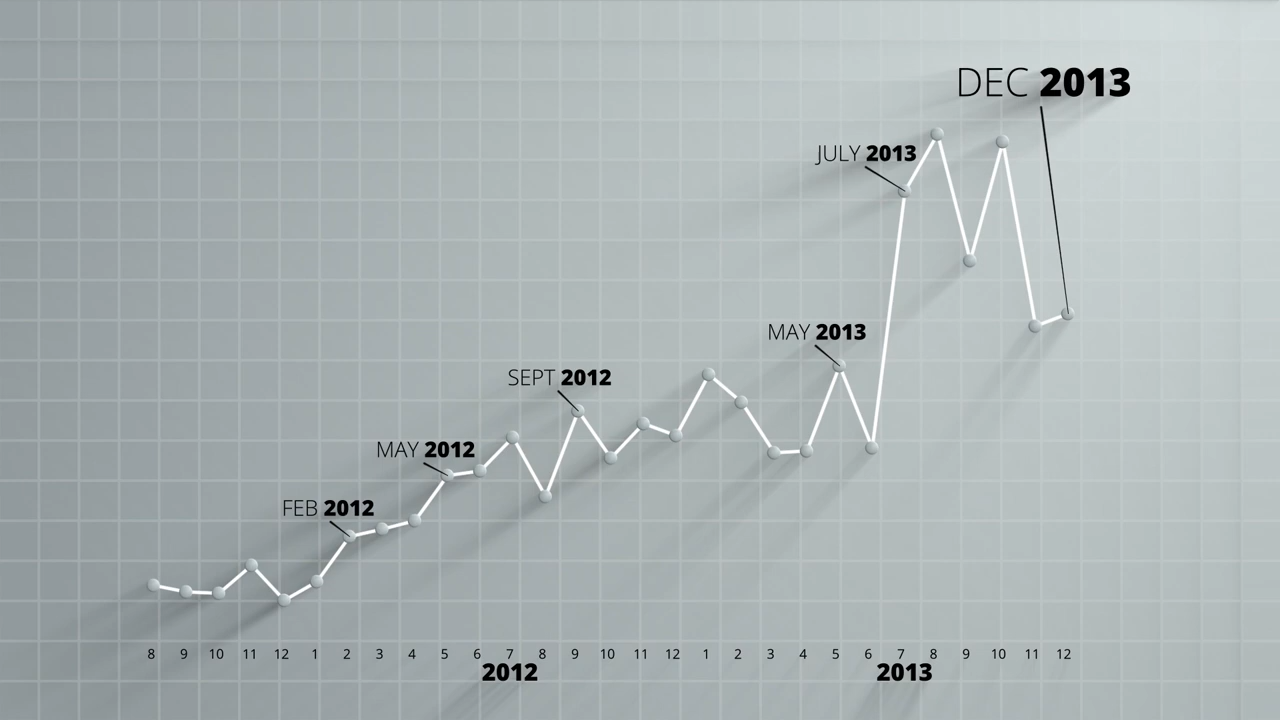 DEC 2013
JULY 2013
MAY 2013
SEPT 2012
MAY 2012
FEB 2012
8 9 10 11 12 1 2 3 4 5 6 7 8 9 10 11 12 1 2 3 4 5 6 7 8 9 10 11 12
2012 2013